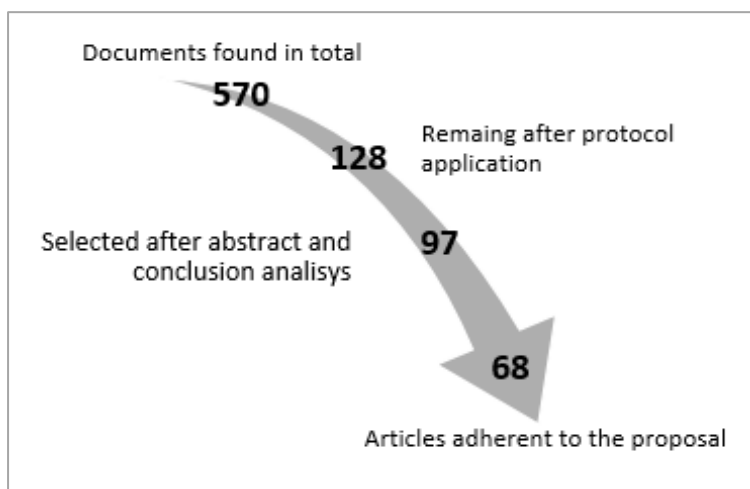 Documents found in total
570
128
Remaing after protocol
application
Selected after abstract and
conclusion analisys
97
68
Articles adherent to the proposal